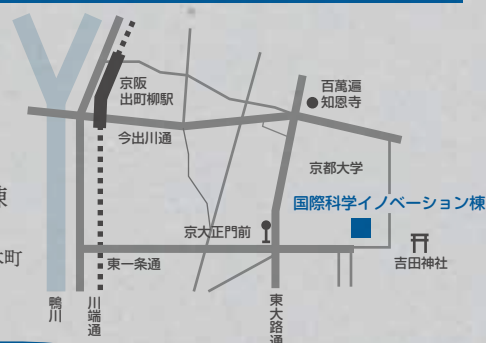 京阪
出町柳駅
百萬遍
知恩寺
今出川通
京都大学
棟
国際科学イノベーション棟
京大正門前
町
東一条通
吉田神社
鴨川
川端通
東大路通